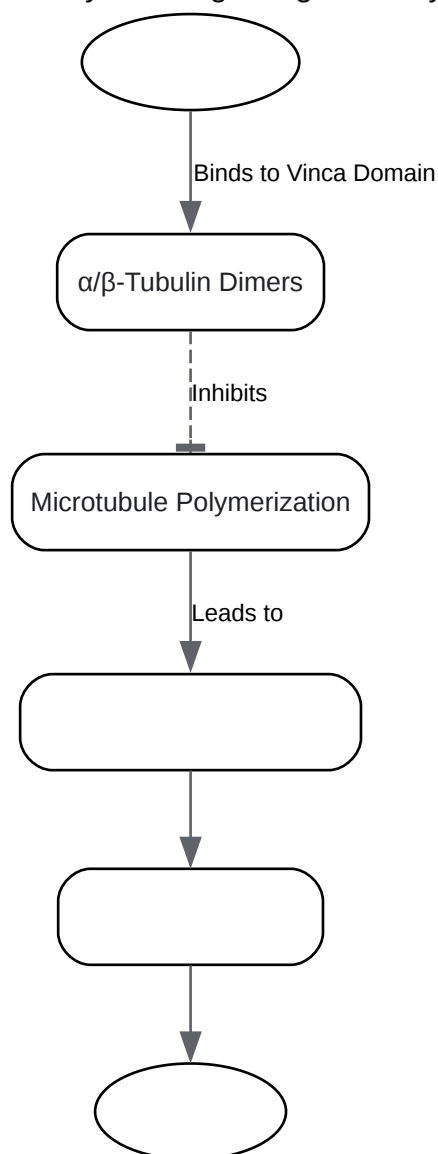 Binds to Vinca Domain
α/β-Tubulin Dimers
Inhibits
Microtubule Polymerization
Leads to